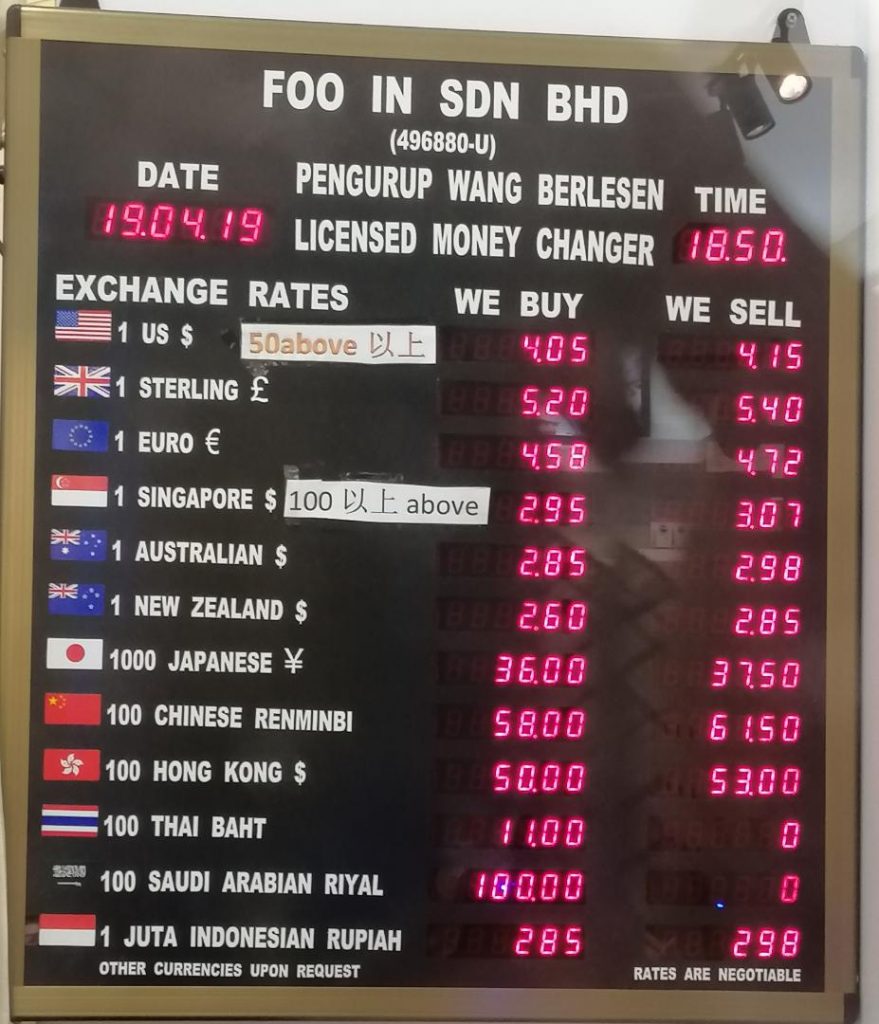 FOO IN SDN BHD
(496880-U)
DATE PENGURUP WANG BERLESEN TIME
19.04.19 LICENSED MONEY CHANGER 18.50.
EXCHANGE RATES WE BUY WE SELL
1 US $ 50above 以上 4.05 4.15
1 STERLING £ 5.20 5.40
1 EURO € 4.58 4.72
1 SINGAPORE $ 100 以上 above 2.95 3.07
1 AUSTRALIAN $ 2.85 2.98
1 NEW ZEALAND $ 2.60 2.85
1000 JAPANESE ¥ 36.00 37.50
100 CHINESE RENMINBI 58.00 61.50
100 HONG KONG $ 50.00 53.00
100 THAI BAHT 11.00 0
100 SAUDI ARABIAN RIYAL 100.00 0
1 JUTA INDONESIAN RUPIAH 285 298
OTHER CURRENCIES UPON REQUEST RATES ARE NEGOTIABLE